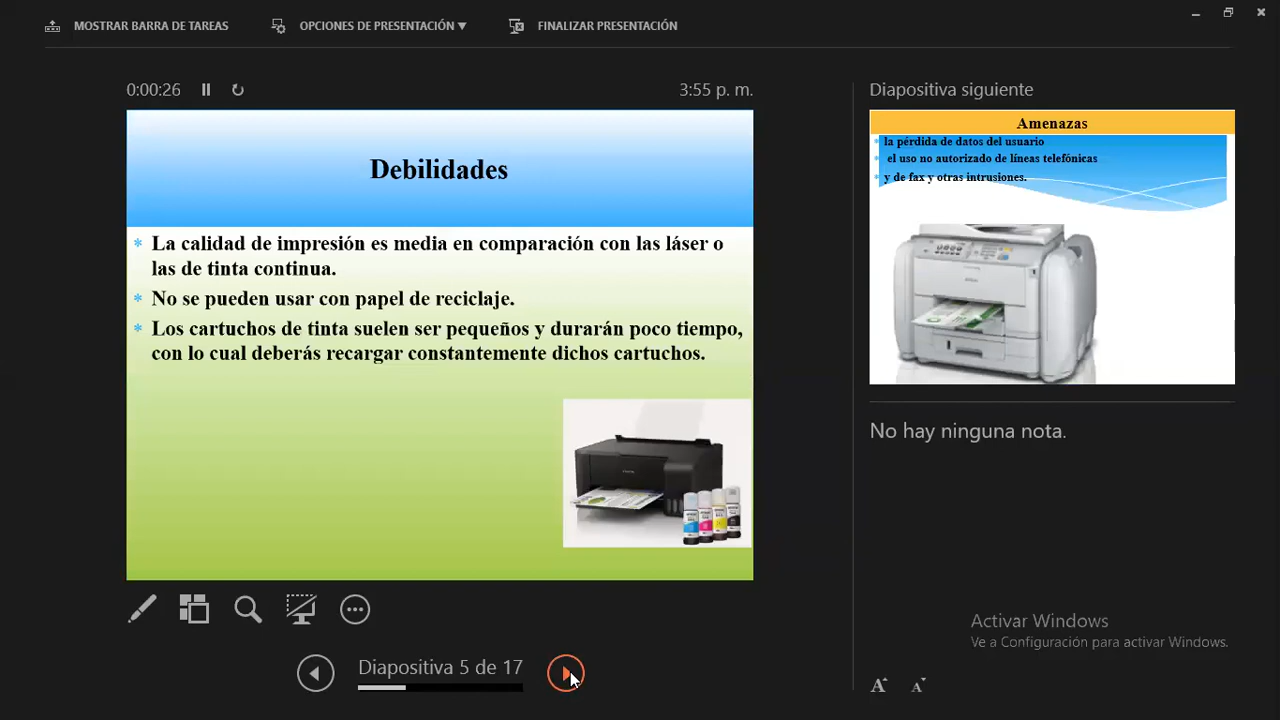 MOSTRAR BARRA DE TAREAS
OPCIONES DE PRESENTACIÓN ▼
FINALIZAR PRESENTACIÓN
0:00:26
3:55 p. m.
Debilidades
* La calidad de impresión es media en comparación con las láser o
las de tinta continua.
* No se pueden usar con papel de reciclaje.
* Los cartuchos de tinta suelen ser pequeños y durarán poco tiempo,
con lo cual deberás recargar constantemente dichos cartuchos.
Diapositiva 5 de 17
Diapositiva siguiente
Amenazas
* la pérdida de datos del usuario
* el uso no autorizado de líneas telefónicas
* y de fax y otras intrusiones.
No hay ninguna nota.
Activar Windows
Ve a Configuración para activar Windows.
A A